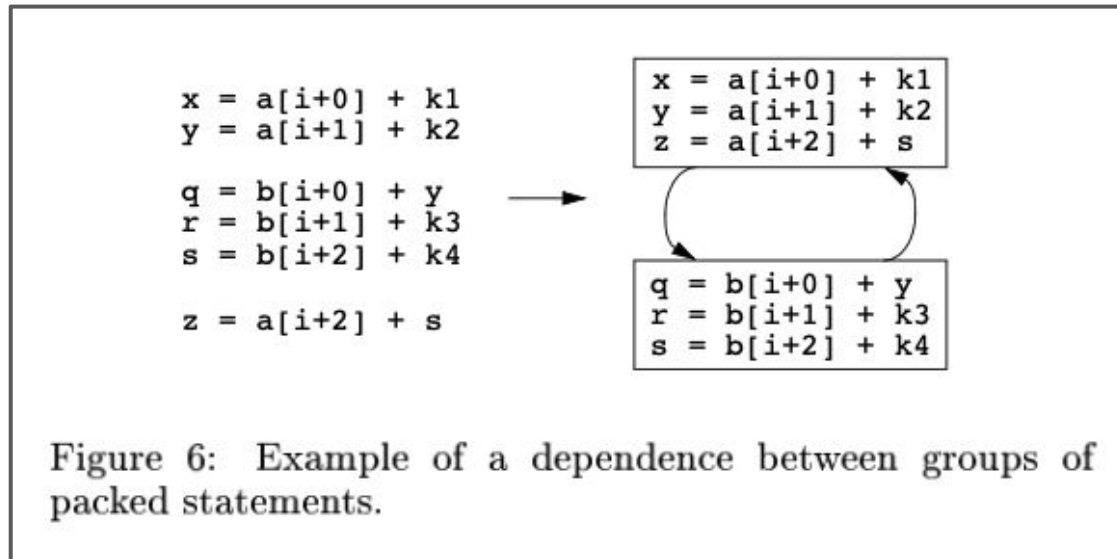 x = a[i+0] + k1
y = a[i+1] + k2
q = b[i+0] + y
r = b[i+1] + k3
s = b[i+2] + k4
z = a[i+2] + s
x = a[i+0] + k1
y = a[i+1] + k2
z = a[i+2] + s
q = b[i+0] + y
r = b[i+1] + k3
s = b[i+2] + k4
Figure 6: Example of a dependence between groups of
packed statements.